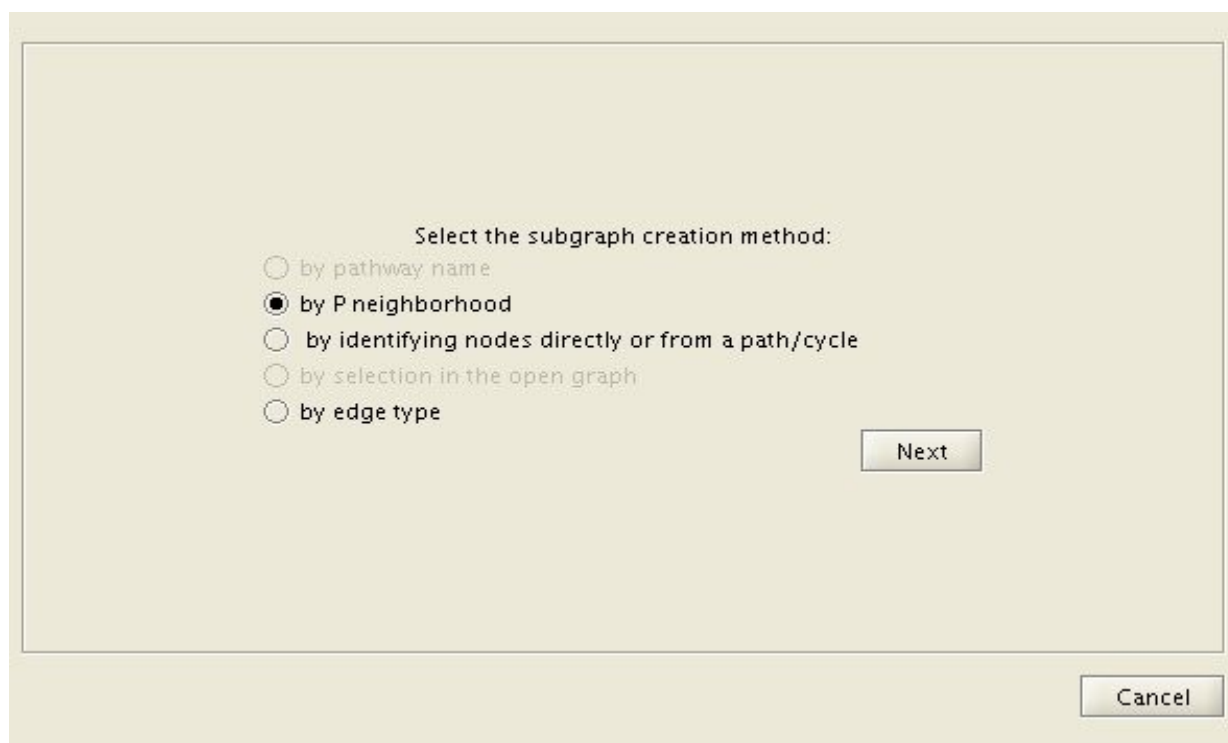 Select the subgraph creation method:
by pathway name
by P neighborhood
by identifying nodes directly or from a path/cycle
by selection in the open graph
by edge type
Next
Cancel